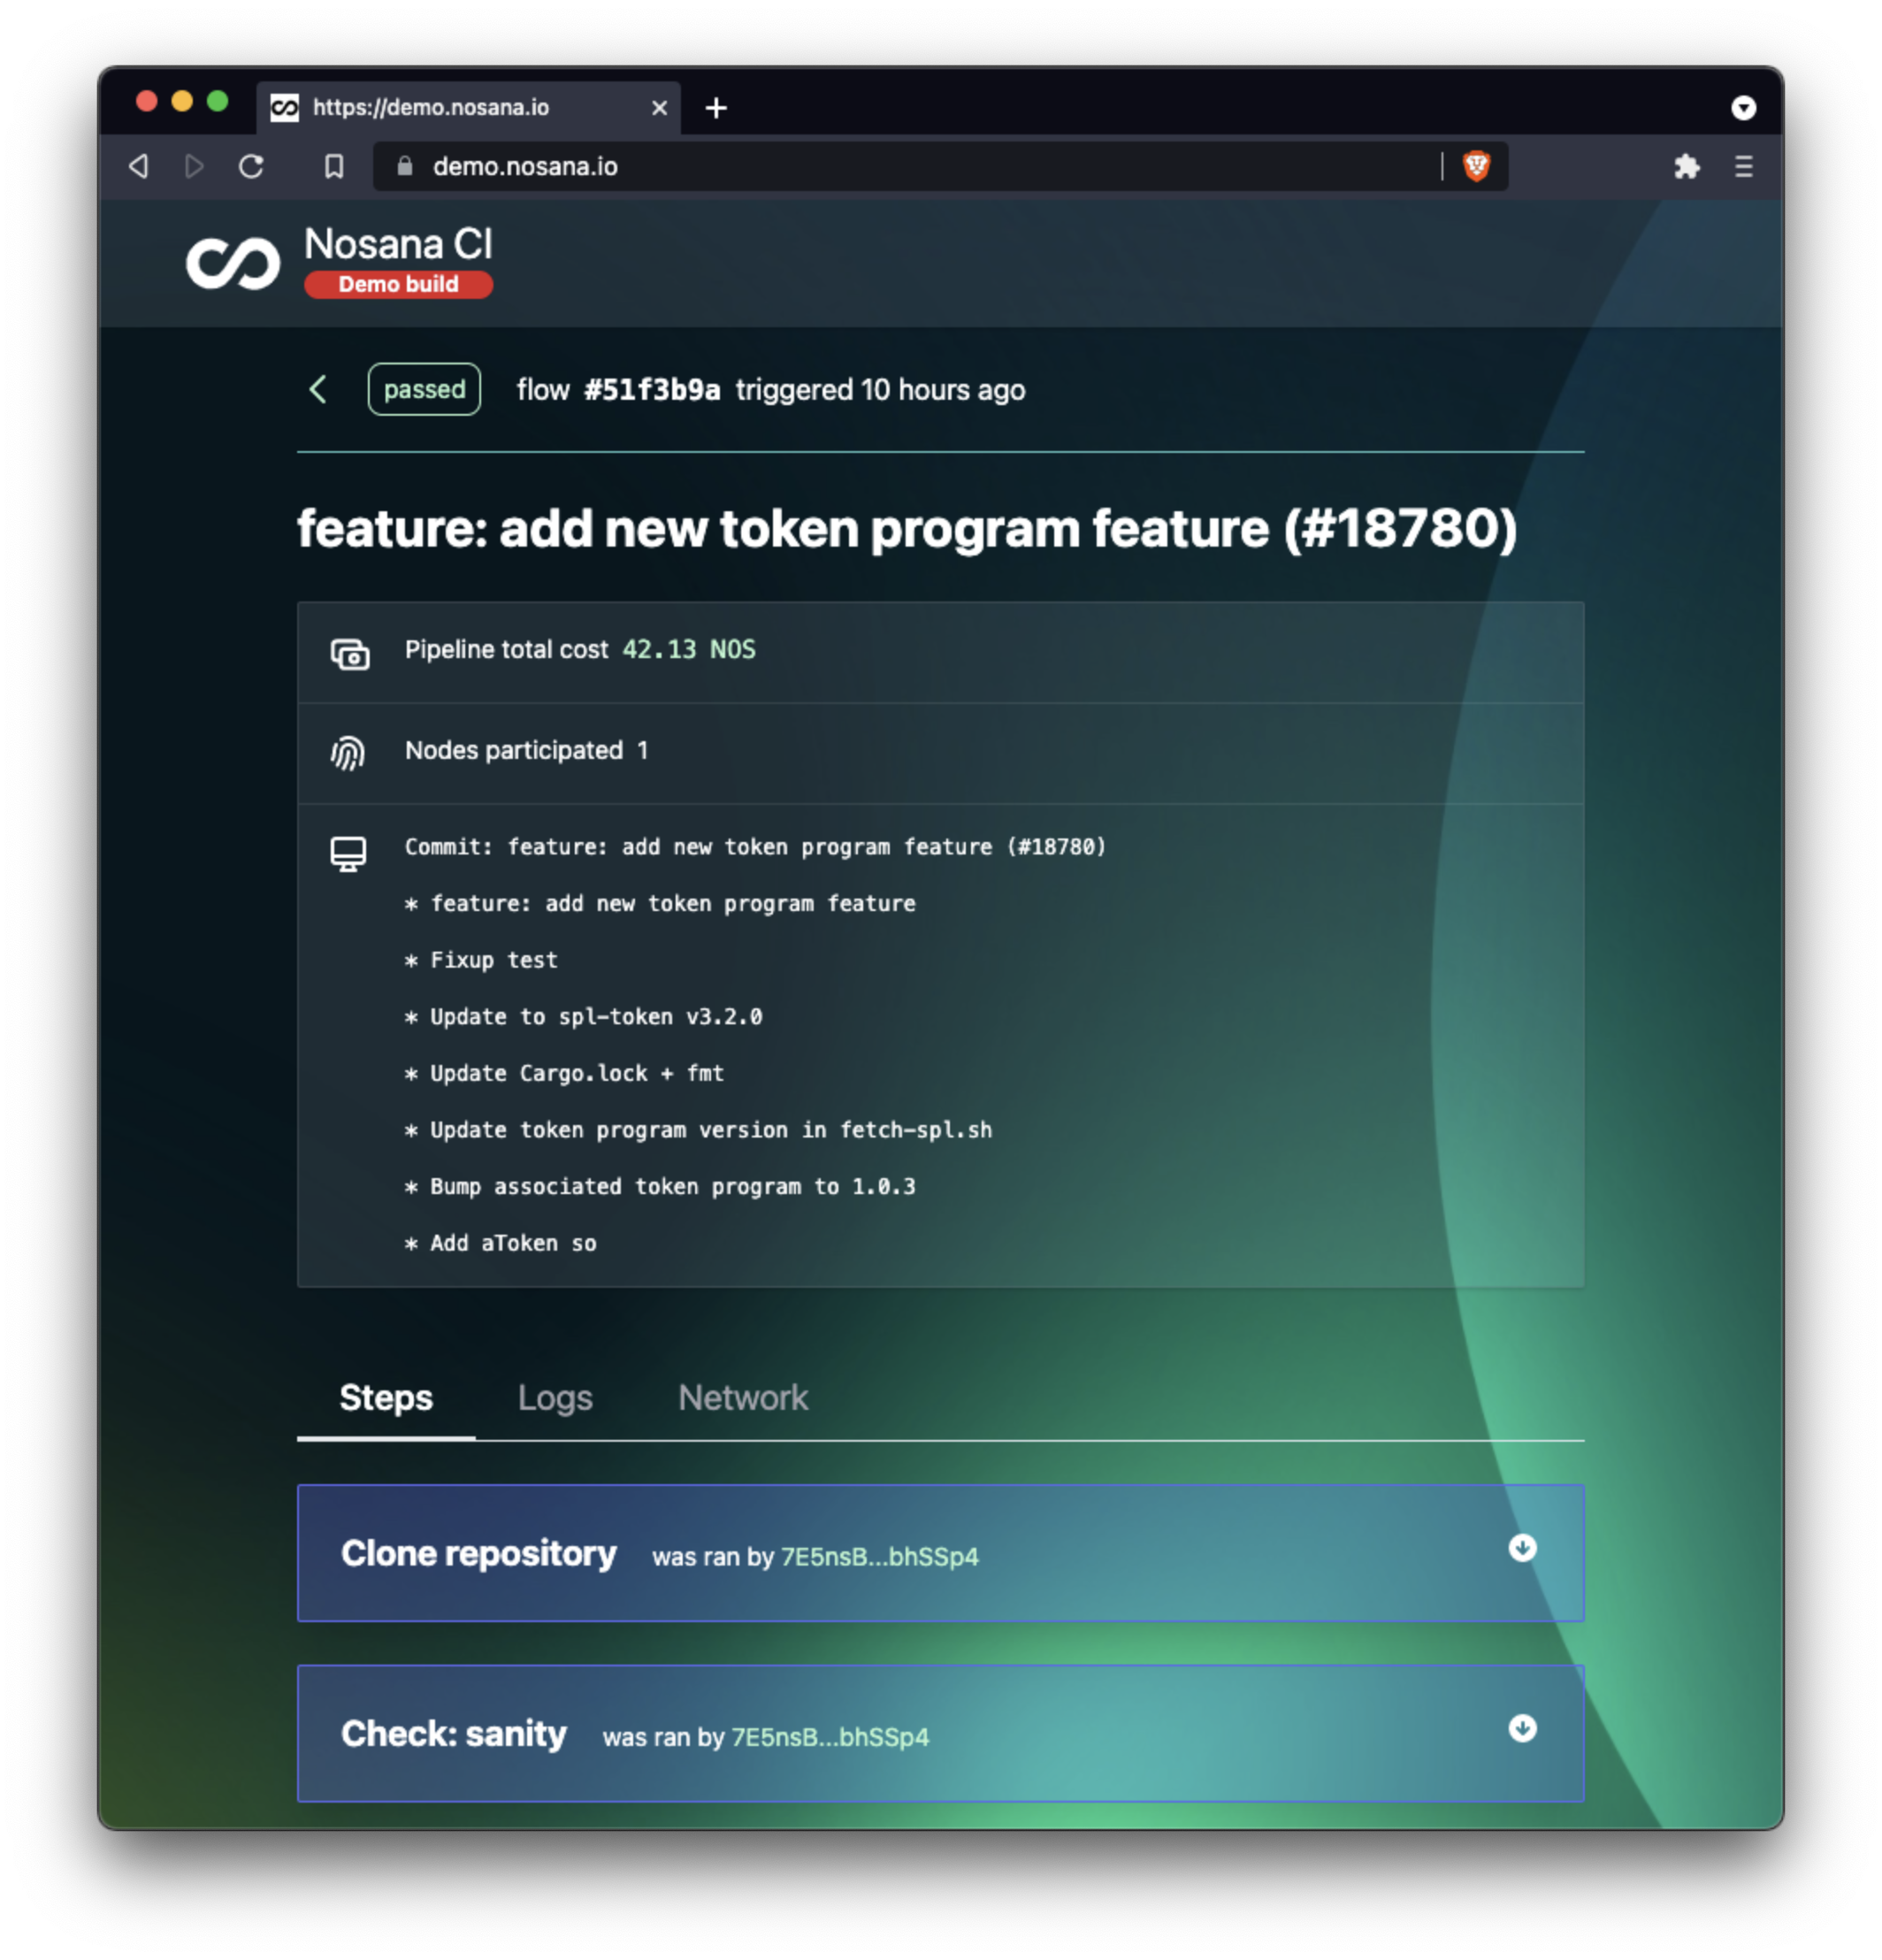 https://demo.nosana.io
demo.nosana.io
Nosana CI
Demo build
passed flow #51f3b9a triggered 10 hours ago
feature: add new token program feature (#18780)
Pipeline total cost 42.13 NOS
Nodes participated 1
Commit: feature: add new token program feature (#18780)
* feature: add new token program feature
* Fixup test
* Update to spl-token v3.2.0
* Update Cargo.lock + fmt
* Update token program version in fetch-spl.sh
* Bump associated token program to 1.0.3
* Add aToken so
Steps Logs Network
Clone repository was ran by 7E5nsB...bhSSp4
Check: sanity was ran by 7E5nsB...bhSSp4